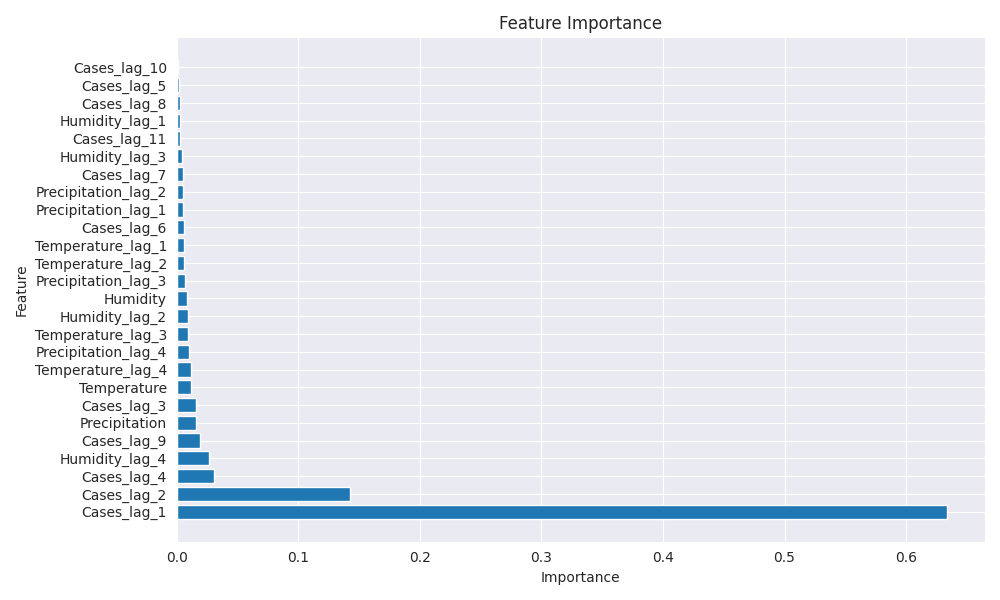 Feature Importance
Cases_lag_10
Cases_lag_5
Cases_lag_8
Humidity_lag_1
Cases_lag_11
Humidity_lag_3
Cases_lag_7
Precipitation_lag_2
Precipitation_lag_1
Cases_lag_6
Temperature_lag_1
Temperature_lag_2
Precipitation_lag_3
Humidity
Humidity_lag_2
Temperature_lag_3
Precipitation_lag_4
Temperature_lag_4
Temperature
Cases_lag_3
Precipitation
Cases_lag_9
Humidity_lag_4
Cases_lag_4
Cases_lag_2
Cases_lag_1
Feature
0.0 0.1 0.2 0.3 0.4 0.5 0.6
Importance